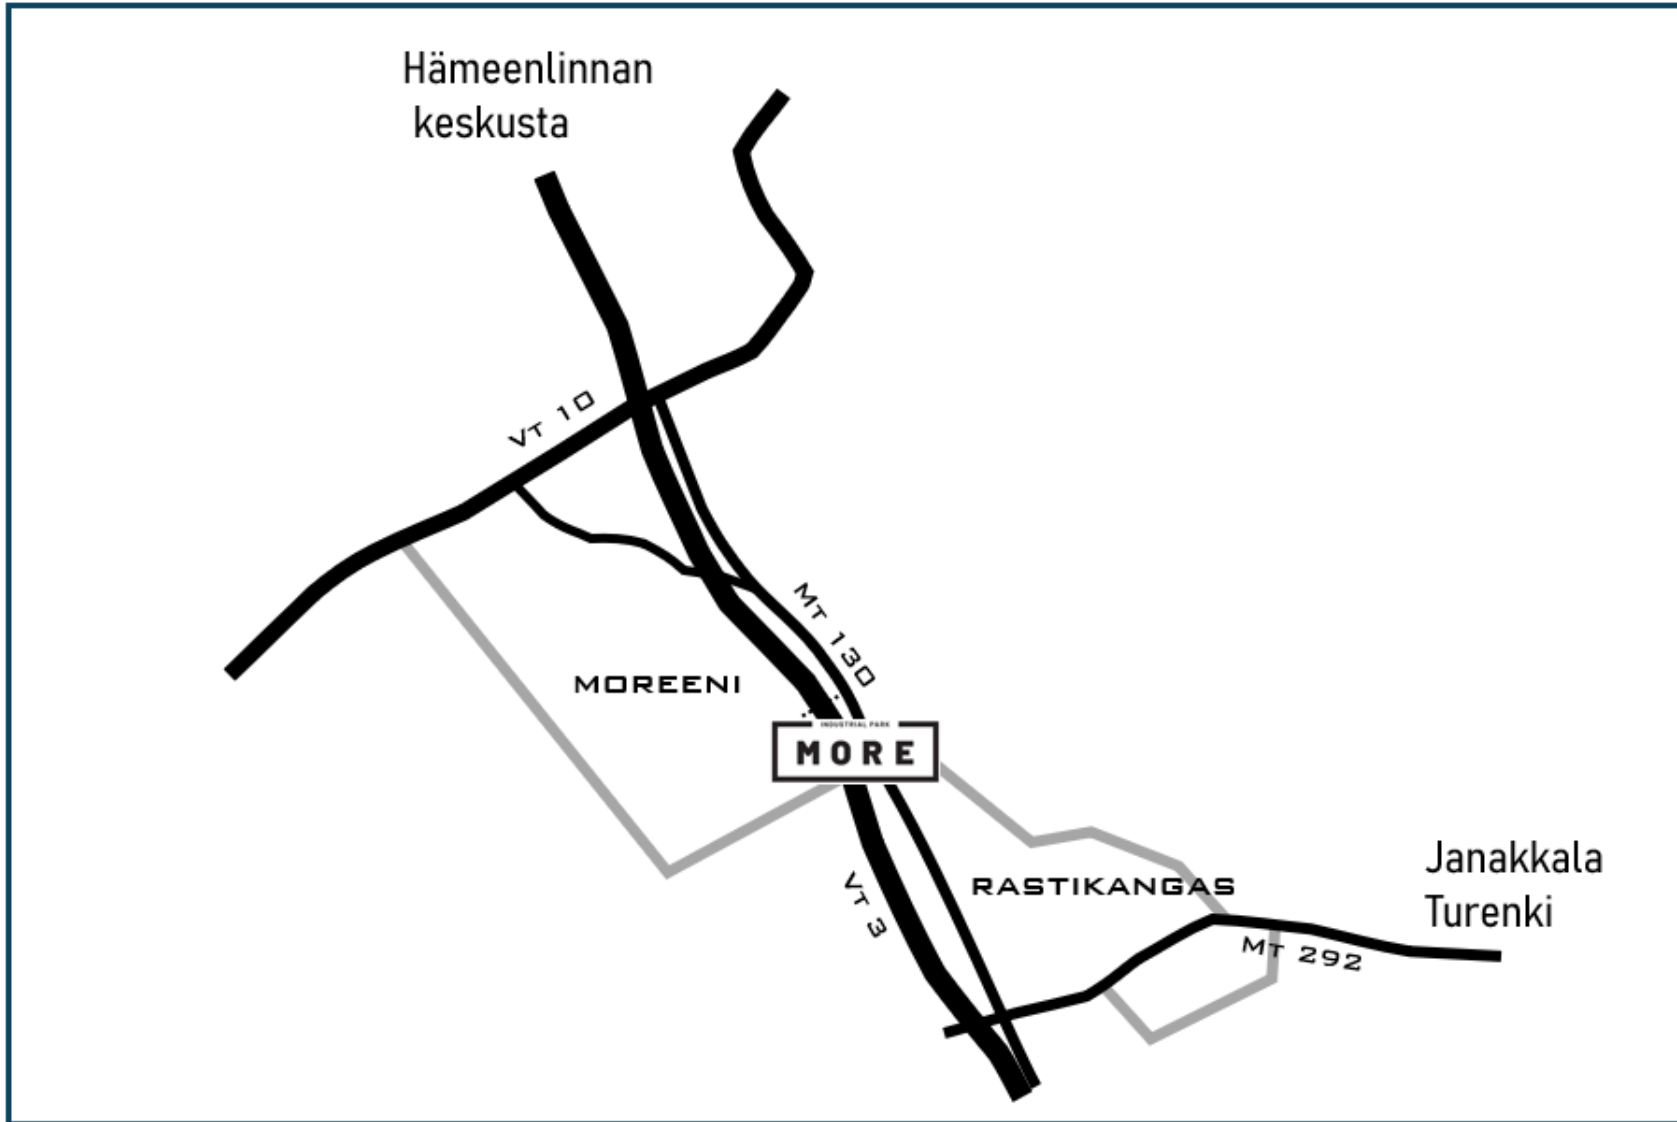 Hämeenlinnan
keskusta
Vt 10
Mt 130
MOREENI
INDUSTRIAL PARK
MORE
Vt 3
RASTIKANGAS
Janakkala
Turenki
Mt 292